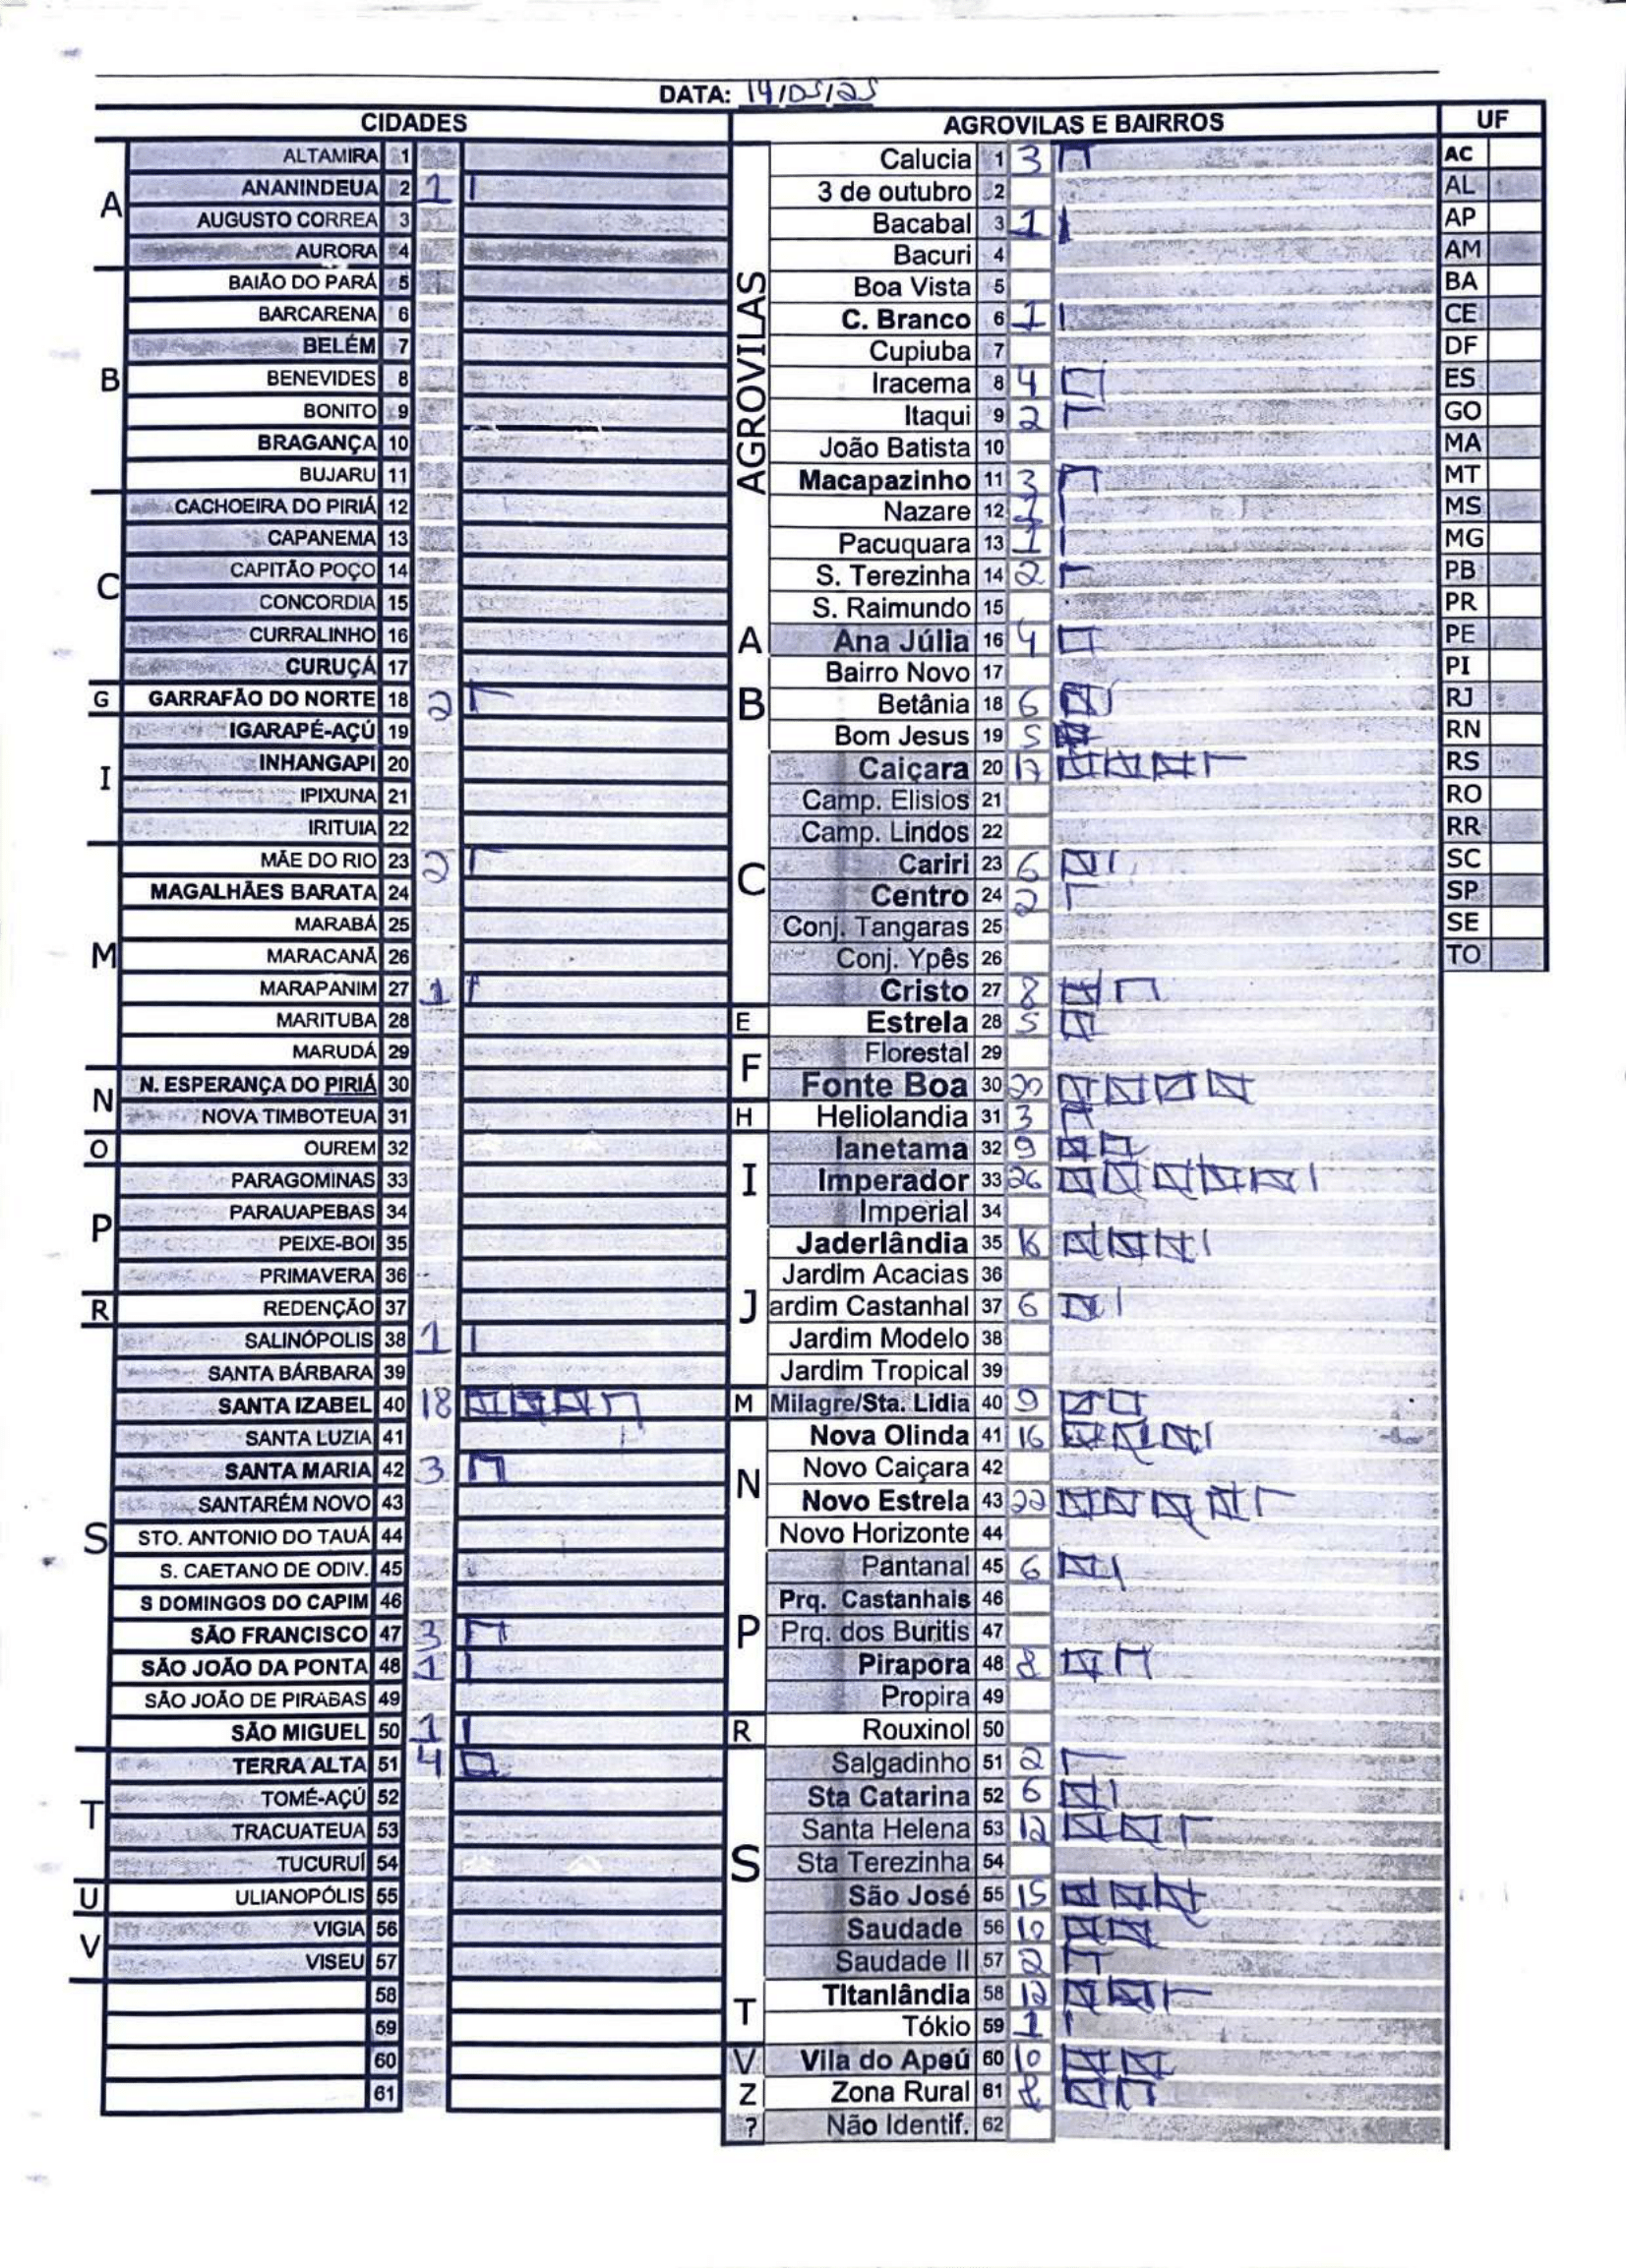 DATA: 14/05/25
CIDADES
A
ALTAMIRA 1
ANANINDEUA 2 1
AUGUSTO CORREA 3
AURORA 4
B
BAIÃO DO PARÁ 5
BARCARENA 6
BELÉM 7
BENEVIDES 8
BONITO 9
BRAGANÇA 10
BUJARU 11
C
CACHOEIRA DO PIRIÁ 12
CAPANEMA 13
CAPITÃO POÇO 14
CONCORDIA 15
CURRALINHO 16
CURUÇÁ 17
G
GARRAFÃO DO NORTE 18 2
I
IGARAPÉ-AÇÚ 19
INHANGAPI 20
IPIXUNA 21
IRITUIA 22
M
MÃE DO RIO 23 2
MAGALHÃES BARATA 24
MARABÁ 25
MARACANÃ 26
MARAPANIM 27 1
MARITUBA 28
MARUDÁ 29
N
N. ESPERANÇA DO PIRIÁ 30
NOVA TIMBOTEUA 31
O
OUREM 32
P
PARAGOMINAS 33
PARAUAPEBAS 34
PEIXE-BOI 35
PRIMAVERA 36
R
REDENÇÃO 37
S
SALINÓPOLIS 38 1
SANTA BÁRBARA 39
SANTA IZABEL 40 18
SANTA LUZIA 41
SANTA MARIA 42 3
SANTARÉM NOVO 43
STO. ANTONIO DO TAUÁ 44
S. CAETANO DE ODIV. 45
S DOMINGOS DO CAPIM 46
SÃO FRANCISCO 47 3
SÃO JOÃO DA PONTA 48 1
SÃO JOÃO DE PIRABAS 49
SÃO MIGUEL 50 1
T
TERRA ALTA 51 4
TOMÉ-AÇÚ 52
TRACUATEUA 53
TUCURUÍ 54
U
ULIANOPÓLIS 55
V
VIGIA 56
VISEU 57
58
59
60
61
AGROVILAS E BAIRROS
AGROVILAS
Calucia 1 3
3 de outubro 2
Bacabal 3 1
Bacuri 4
Boa Vista 5
C. Branco 6 1
Cupiuba 7
Iracema 8 4
Itaqui 9 2
João Batista 10
Macapazinho 11 3
Nazare 12 1
Pacuquara 13 1
S. Terezinha 14 2
S. Raimundo 15
A
Ana Júlia 16 4
B
Bairro Novo 17
Betânia 18 6
Bom Jesus 19 5
C
Caiçara 20 17
Camp. Elisios 21
Camp. Lindos 22
Cariri 23 6
Centro 24 2
Conj. Tangaras 25
Conj. Ypês 26
Cristo 27 8
E
Estrela 28 5
F
Florestal 29
Fonte Boa 30 20
H
Heliolandia 31 3
I
Ianetama 32 9
Imperador 33 26
Imperial 34
J
Jaderlândia 35 16
Jardim Acacias 36
ardim Castanhal 37 6
Jardim Modelo 38
Jardim Tropical 39
M
Milagre/Sta. Lidia 40 9
N
Nova Olinda 41 16
Novo Caiçara 42
Novo Estrela 43 22
Novo Horizonte 44
P
Pantanal 45 6
Prq. Castanhais 46
Prq. dos Buritis 47
Pirapora 48 8
Propira 49
R
Rouxinol 50
S
Salgadinho 51 2
Sta Catarina 52 6
Santa Helena 53 12
Sta Terezinha 54
São José 55 15
Saudade 56 10
Saudade II 57 2
T
Titanlândia 58 12
Tókio 59 1
V
Vila do Apeú 60 10
Z
Zona Rural 61 8
?
Não Identif. 62
UF
AC
AL
AP
AM
BA
CE
DF
ES
GO
MA
MT
MS
MG
PB
PR
PE
PI
RJ
RN
RS
RO
RR
SC
SP
SE
TO